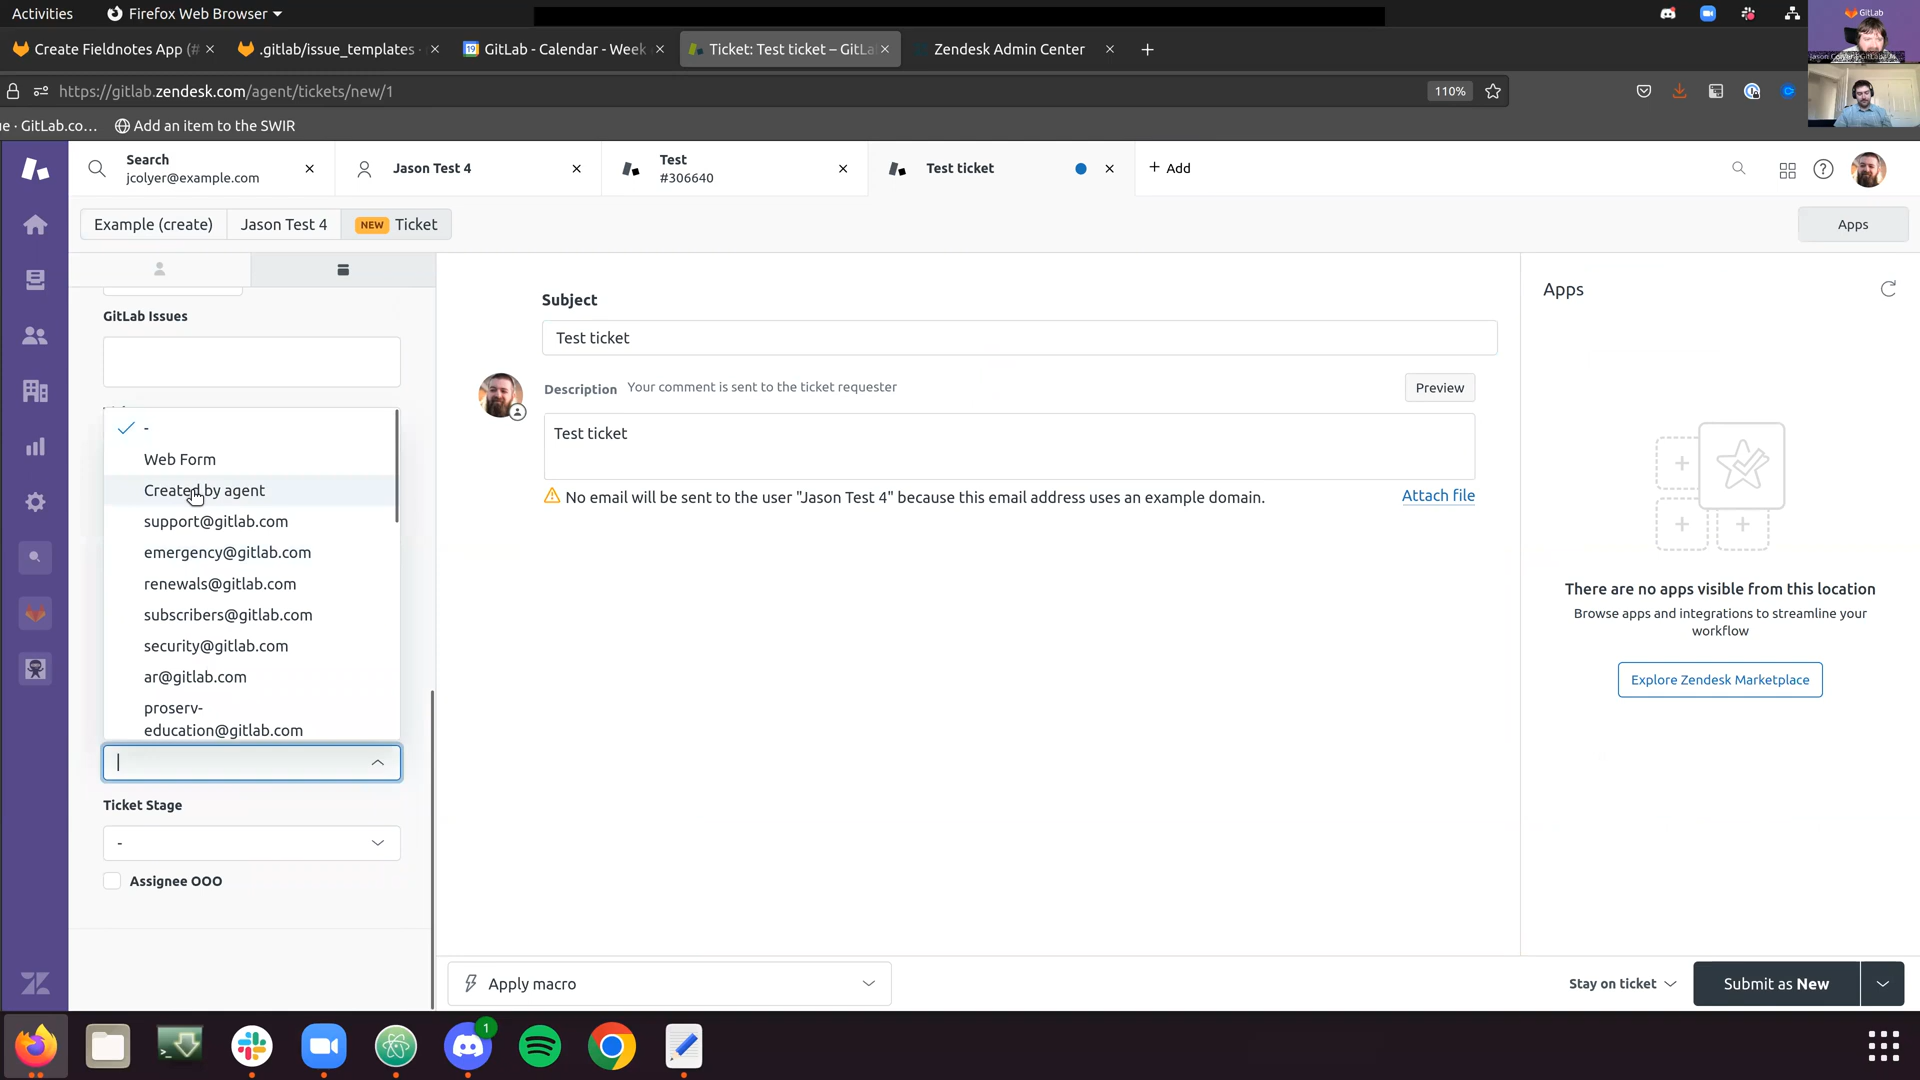 Activities
Firefox Web Browser
Create Fieldnotes App (#
.gitlab/issue_templates ·
GitLab - Calendar - Week
Ticket: Test ticket – GitLa
Zendesk Admin Center
https://gitlab.zendesk.com/agent/tickets/new/1
110%
e · GitLab.co…
Add an item to the SWIR
GitLab
Search
jcolyer@example.com
Jason Test 4
Test
#306640
Test ticket
+ Add
Example (create)
Jason Test 4
NEW Ticket
Apps
GitLab Issues
-
Web Form
Created by agent
support@gitlab.com
emergency@gitlab.com
renewals@gitlab.com
subscribers@gitlab.com
security@gitlab.com
ar@gitlab.com
proserv-
education@gitlab.com
Ticket Stage
-
Assignee OOO
Subject
Test ticket
Description Your comment is sent to the ticket requester
Preview
Test ticket
No email will be sent to the user "Jason Test 4" because this email address uses an example domain.
Attach file
Apps
There are no apps visible from this location
Browse apps and integrations to streamline your
workflow
Explore Zendesk Marketplace
Apply macro
Stay on ticket
Submit as New
1